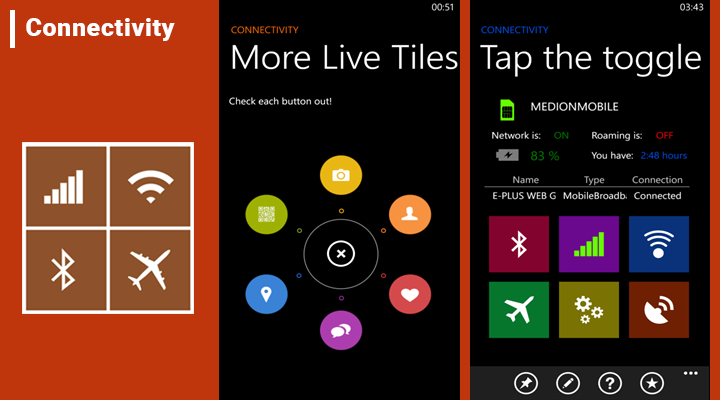 Connectivity
00:51
CONNECTIVITY
More Live Tiles
Check each button out!
03:43
CONNECTIVITY
Tap the toggle
MEDIONMOBILE
Network is: ON Roaming is: OFF
83 % You have: 2:48 hours
Name Type Connection
E-PLUS WEB G MobileBroadba Connected